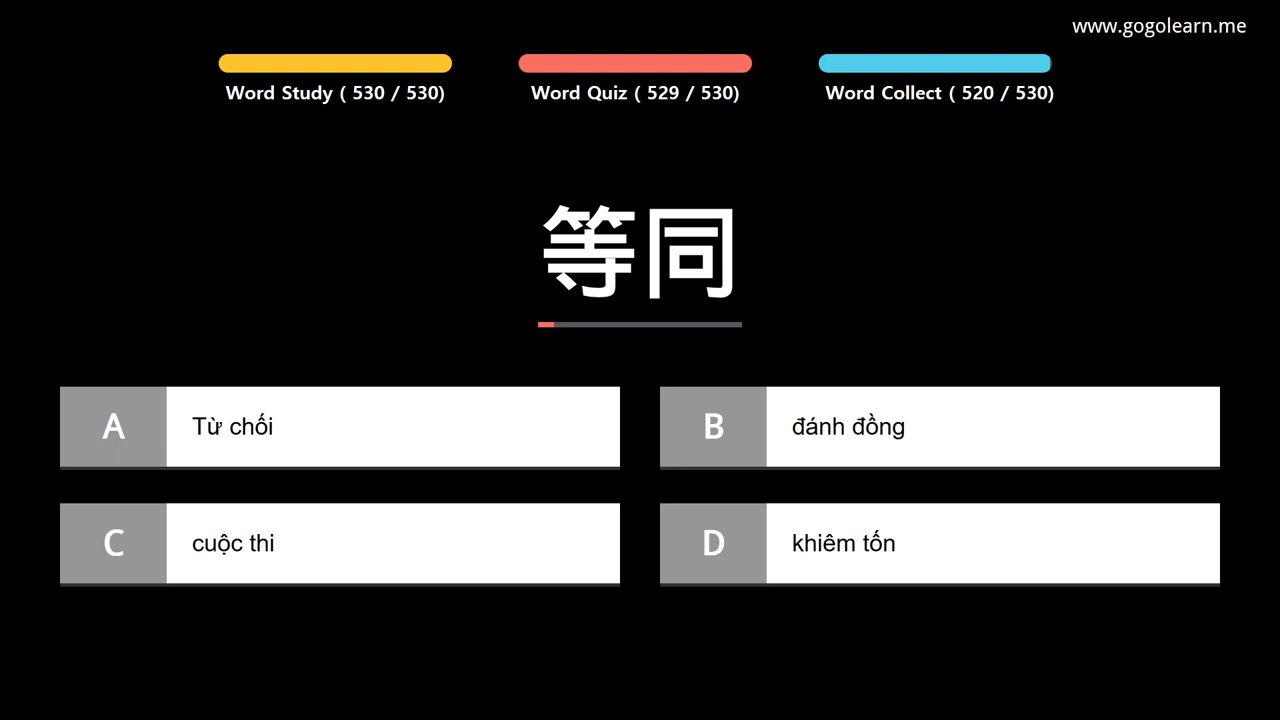 www.gogolearn.me
Word Study ( 530 / 530)
Word Quiz ( 529 / 530)
Word Collect ( 520 / 530)
等同
A Từ chối
B đánh đồng
C cuộc thi
D khiêm tốn